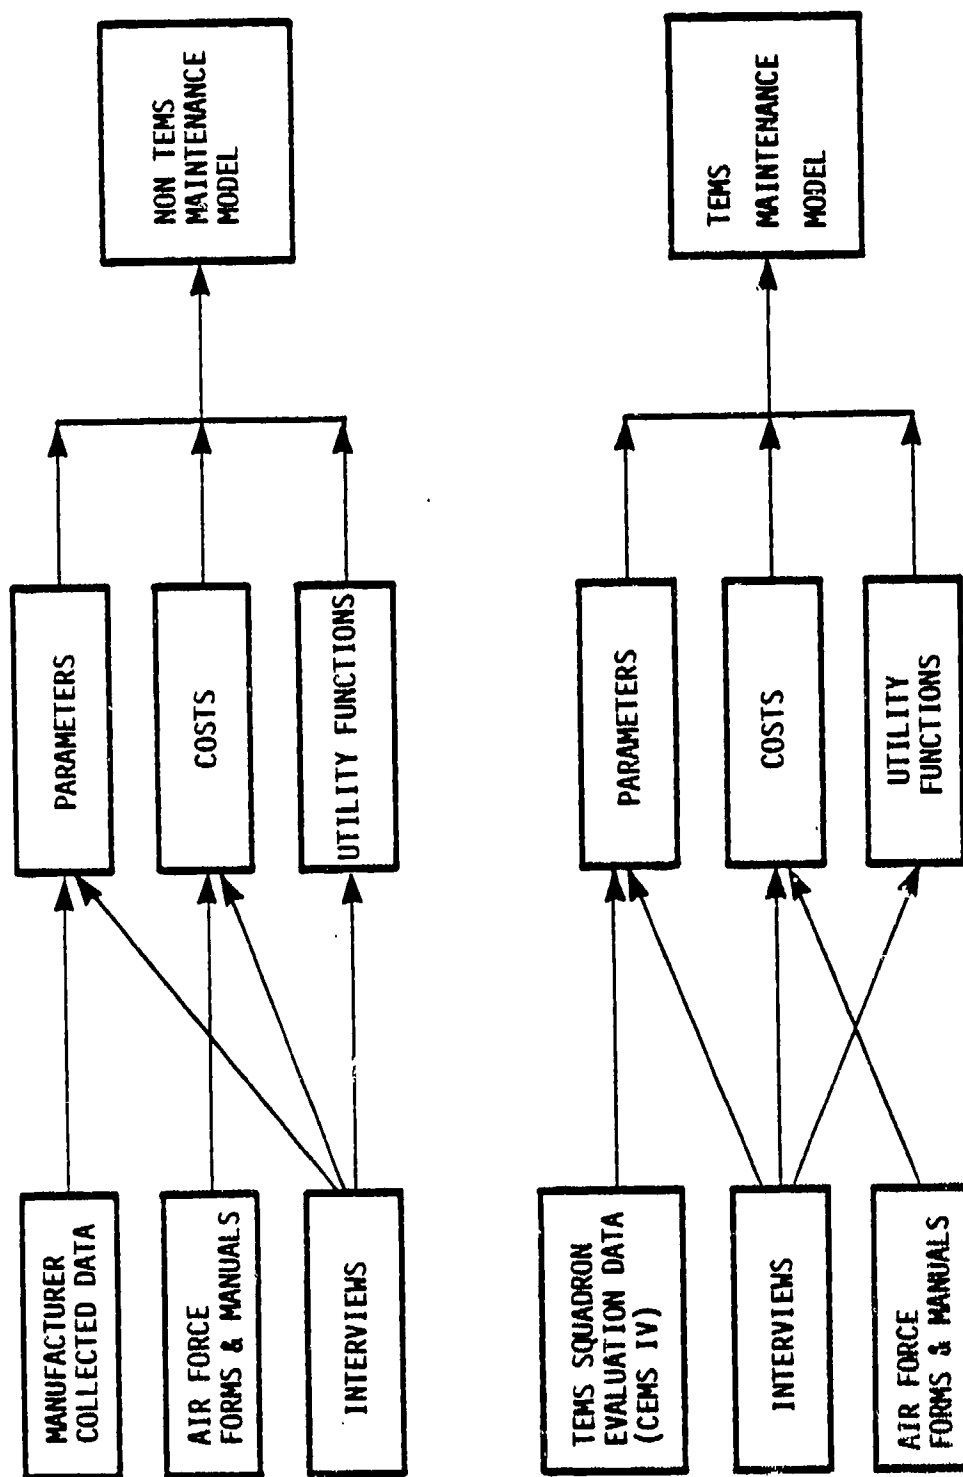 MANUFACTURER
COLLECTED DATA
AIR FORCE
FORMS & MANUALS
INTERVIEWS
PARAMETERS
COSTS
UTILITY FUNCTIONS
NON TEMS
MAINTENANCE
MODEL
TEMS SQUADRON
EVALUATION DATA
(CEMS IV)
INTERVIEWS
AIR FORCE
FORMS & MANUALS
PARAMETERS
COSTS
UTILITY
FUNCTIONS
TEMS
MAINTENANCE
MODEL